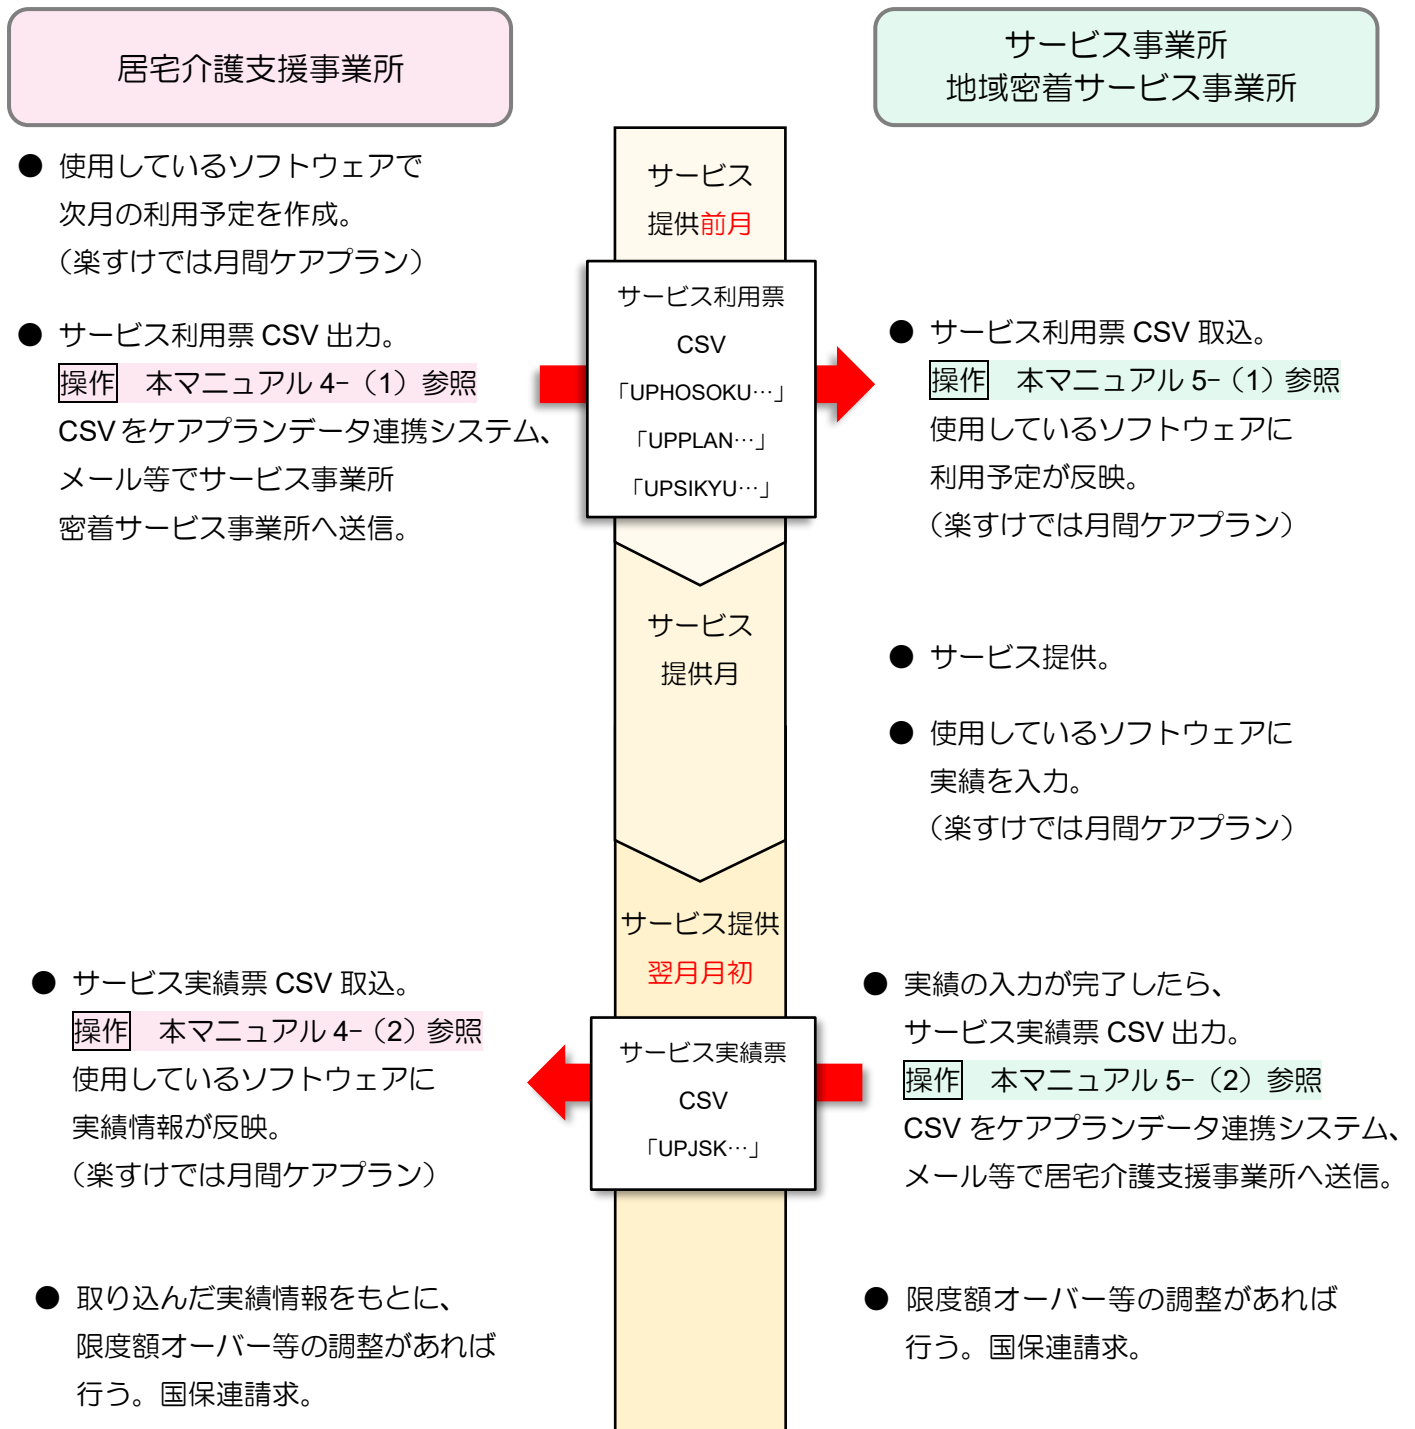 居宅介護支援事業所
サービス事業所
地域密着サービス事業所
● 使用しているソフトウェアで
次月の利用予定を作成。
（楽すけでは月間ケアプラン）
● サービス利用票 CSV 出力。
操作　本マニュアル 4-（1）参照
CSV をケアプランデータ連携システム、
メール等でサービス事業所
密着サービス事業所へ送信。
サービス
提供前月
サービス利用票
CSV
「UPHOSOKU…」
「UPPLAN…」
「UPSIKYU…」
● サービス利用票 CSV 取込。
操作　本マニュアル 5-（1）参照
使用しているソフトウェアに
利用予定が反映。
（楽すけでは月間ケアプラン）
サービス
提供月
● サービス提供。
● 使用しているソフトウェアに
実績を入力。
（楽すけでは月間ケアプラン）
サービス提供
翌月月初
● サービス実績票 CSV 取込。
操作　本マニュアル 4-（2）参照
使用しているソフトウェアに
実績情報が反映。
（楽すけでは月間ケアプラン）
サービス実績票
CSV
「UPJSK…」
● 実績の入力が完了したら、
サービス実績票 CSV 出力。
操作　本マニュアル 5-（2）参照
CSV をケアプランデータ連携システム、
メール等で居宅介護支援事業所へ送信。
● 取り込んだ実績情報をもとに、
限度額オーバー等の調整があれば
行う。国保連請求。
● 限度額オーバー等の調整があれば
行う。国保連請求。